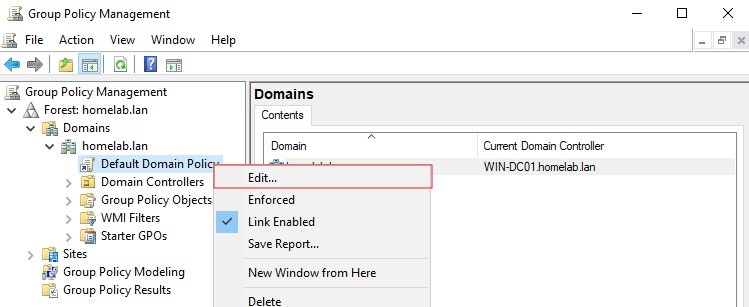 Group Policy Management
File Action View Window Help
Group Policy Management
Forest: homelab.lan
Domains
homelab.lan
Default Domain Policy
Domain Controllers
Group Policy Objects
WMI Filters
Starter GPOs
Sites
Group Policy Modeling
Group Policy Results
Edit...
Enforced
Link Enabled
Save Report...
New Window from Here
Delete
Domains
Contents
Domain Current Domain Controller
WIN-DC01.homelab.lan